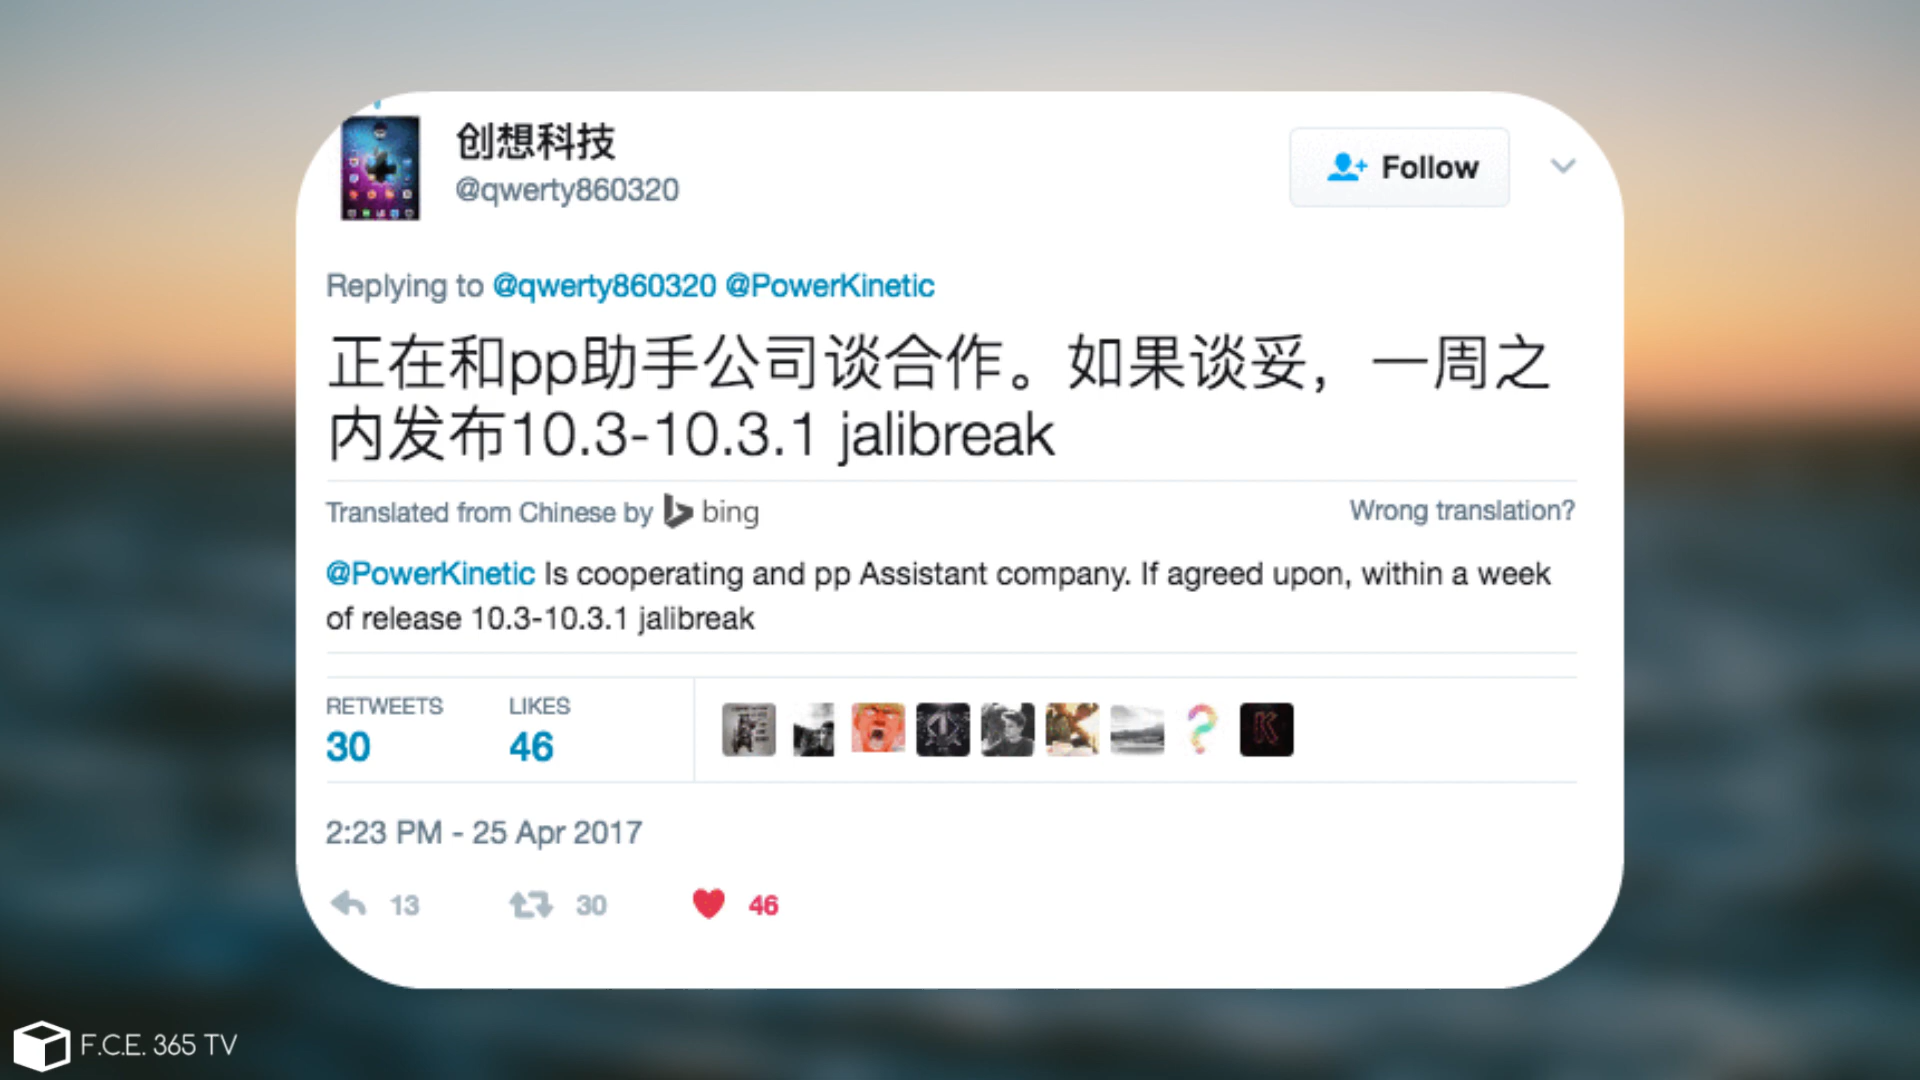 创想科技
@qwerty860320
Follow
Replying to @qwerty860320 @PowerKinetic
正在和pp助手公司谈合作。如果谈妥，一周之
内发布10.3-10.3.1 jalibreak
Translated from Chinese by bing
Wrong translation?
@PowerKinetic Is cooperating and pp Assistant company. If agreed upon, within a week
of release 10.3-10.3.1 jalibreak
RETWEETS LIKES
30 46
2:23 PM - 25 Apr 2017
13 30 46
F.C.E. 365 TV